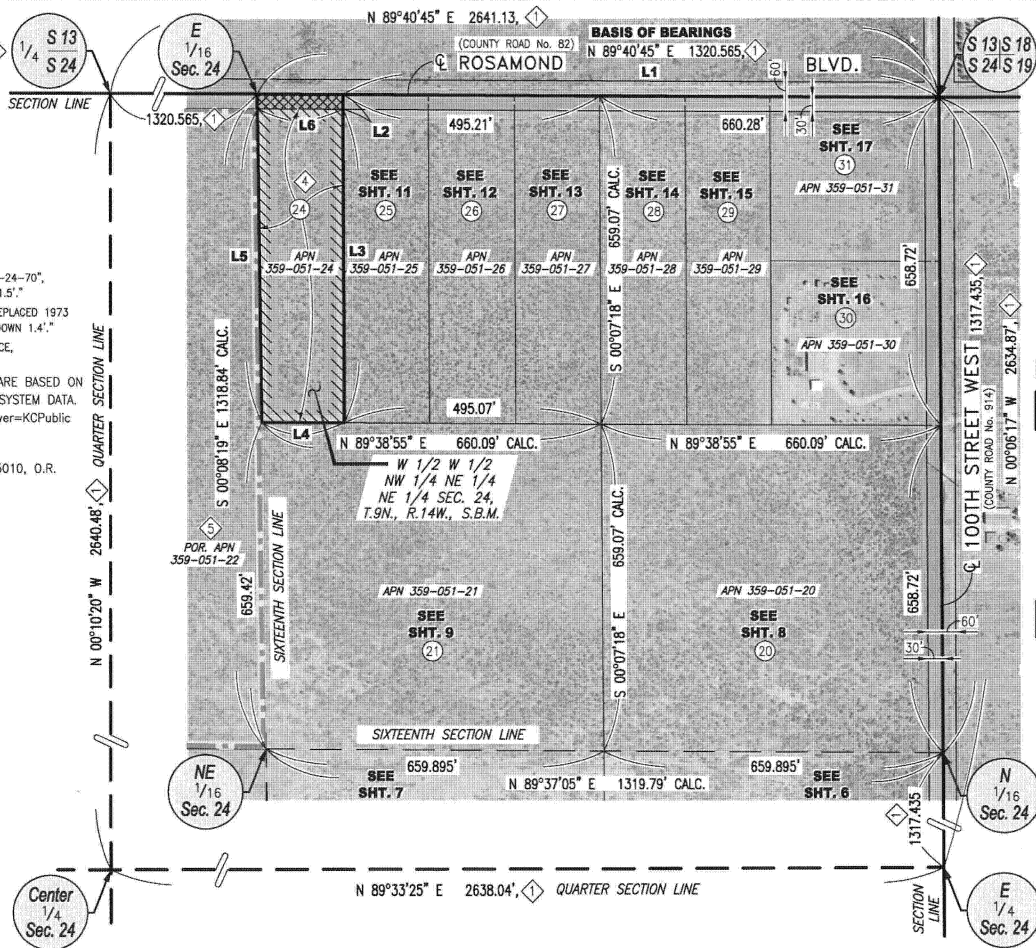 N 89°40'45" E 2641.13, 1
1/4
S 13
S 24
E
1/16
Sec. 24
BASIS OF BEARINGS
(COUNTY ROAD No. 82)
N 89°40'45" E 1320.565, 1
℄ ROSAMOND
BLVD.
L1
60'
30'
S 13 S 18
S 24 S 19
SECTION LINE
1320.565, 1
L6
L2
495.21'
660.28'
4
24
SEE
SHT. 11
25
SEE
SHT. 12
26
SEE
SHT. 13
27
SEE
SHT. 14
28
SEE
SHT. 15
29
SEE
SHT. 17
31
APN 359-051-31
659.07' CALC.
S 00°07'18" E
L5
APN
359-051-24
L3
APN
359-051-25
APN
359-051-26
APN
359-051-27
APN
359-051-28
APN
359-051-29
658.72'
SEE
SHT. 16
30
APN 359-051-30
-24-70",
.5'."
EPLACED 1973
OWN 1.4'."
CE,
ARE BASED ON
SYSTEM DATA.
ver=KCPublic
5010, O.R.
QUARTER SECTION LINE
N 00°10'20" W 2640.48', 1
S 00°08'19" E 1318.84' CALC.
1317.435, 1
℄ 100TH STREET WEST
(COUNTY ROAD No. 914)
N 00°06'17" W 2634.87', 1
495.07'
L4
N 89°38'55" E 660.09' CALC.
N 89°38'55" E 660.09' CALC.
W 1/2 W 1/2
NW 1/4 NE 1/4
NE 1/4 SEC. 24,
T.9N., R.14W., S.B.M.
5
POR. APN
359-051-22
659.42'
SIXTEENTH SECTION LINE
APN 359-051-21
SEE
SHT. 9
21
659.07' CALC.
S 00°07'18" E
APN 359-051-20
SEE
SHT. 8
20
658.72'
60'
30'
SIXTEENTH SECTION LINE
NE
1/16
Sec. 24
659.895'
SEE
SHT. 7
N 89°37'05" E 1319.79' CALC.
659.895'
SEE
SHT. 6
N
1/16
Sec. 24
1
1317.435
Center
1/4
Sec. 24
N 89°33'25" E 2638.04', 1 QUARTER SECTION LINE
SECTION
LINE
E
1/4
Sec. 24